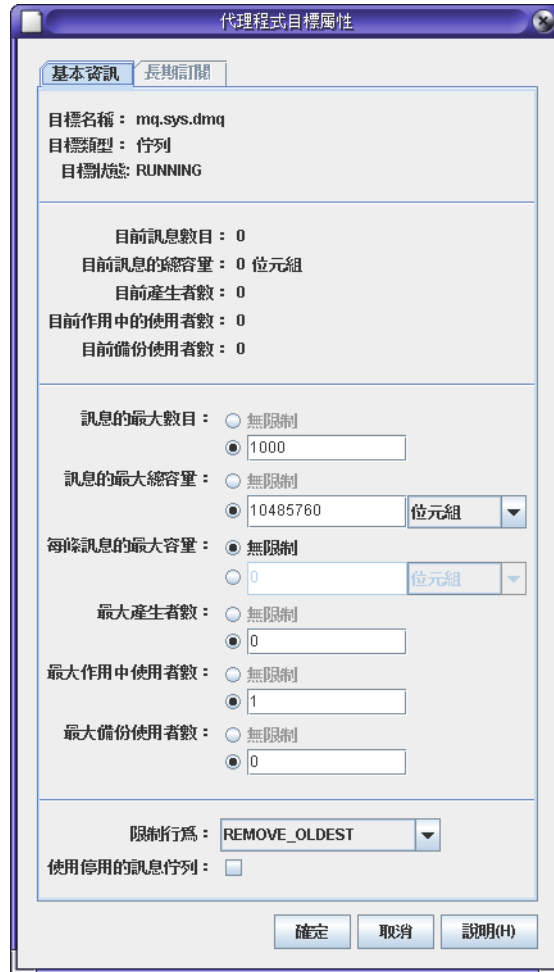 代理程式目標屬性
基本資訊 長期訂閱
目標名稱： mq.sys.dmq
目標類型： 佇列
目標狀態: RUNNING
目前訊息數目： 0
目前訊息的總容量： 0 位元組
目前產生者數： 0
目前作用中的使用者數： 0
目前備份使用者數： 0
訊息的最大數目： 無限制
1000
訊息的最大總容量： 無限制
10485760 位元組
每條訊息的最大容量： 無限制
0 位元組
最大產生者數： 無限制
0
最大作用中使用者數： 無限制
1
最大備份使用者數： 無限制
0
限制行為： REMOVE_OLDEST
使用停用的訊息佇列：
確定 取消 說明(H)